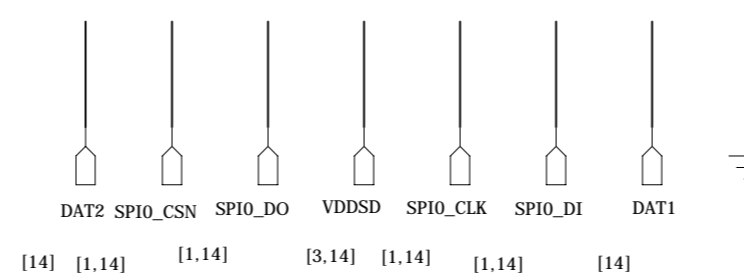 DAT2 SPI0_CSN SPI0_DO VDDSD SPI0_CLK SPI0_DI DAT1
[14] [1,14] [1,14] [3,14] [1,14] [1,14] [14]